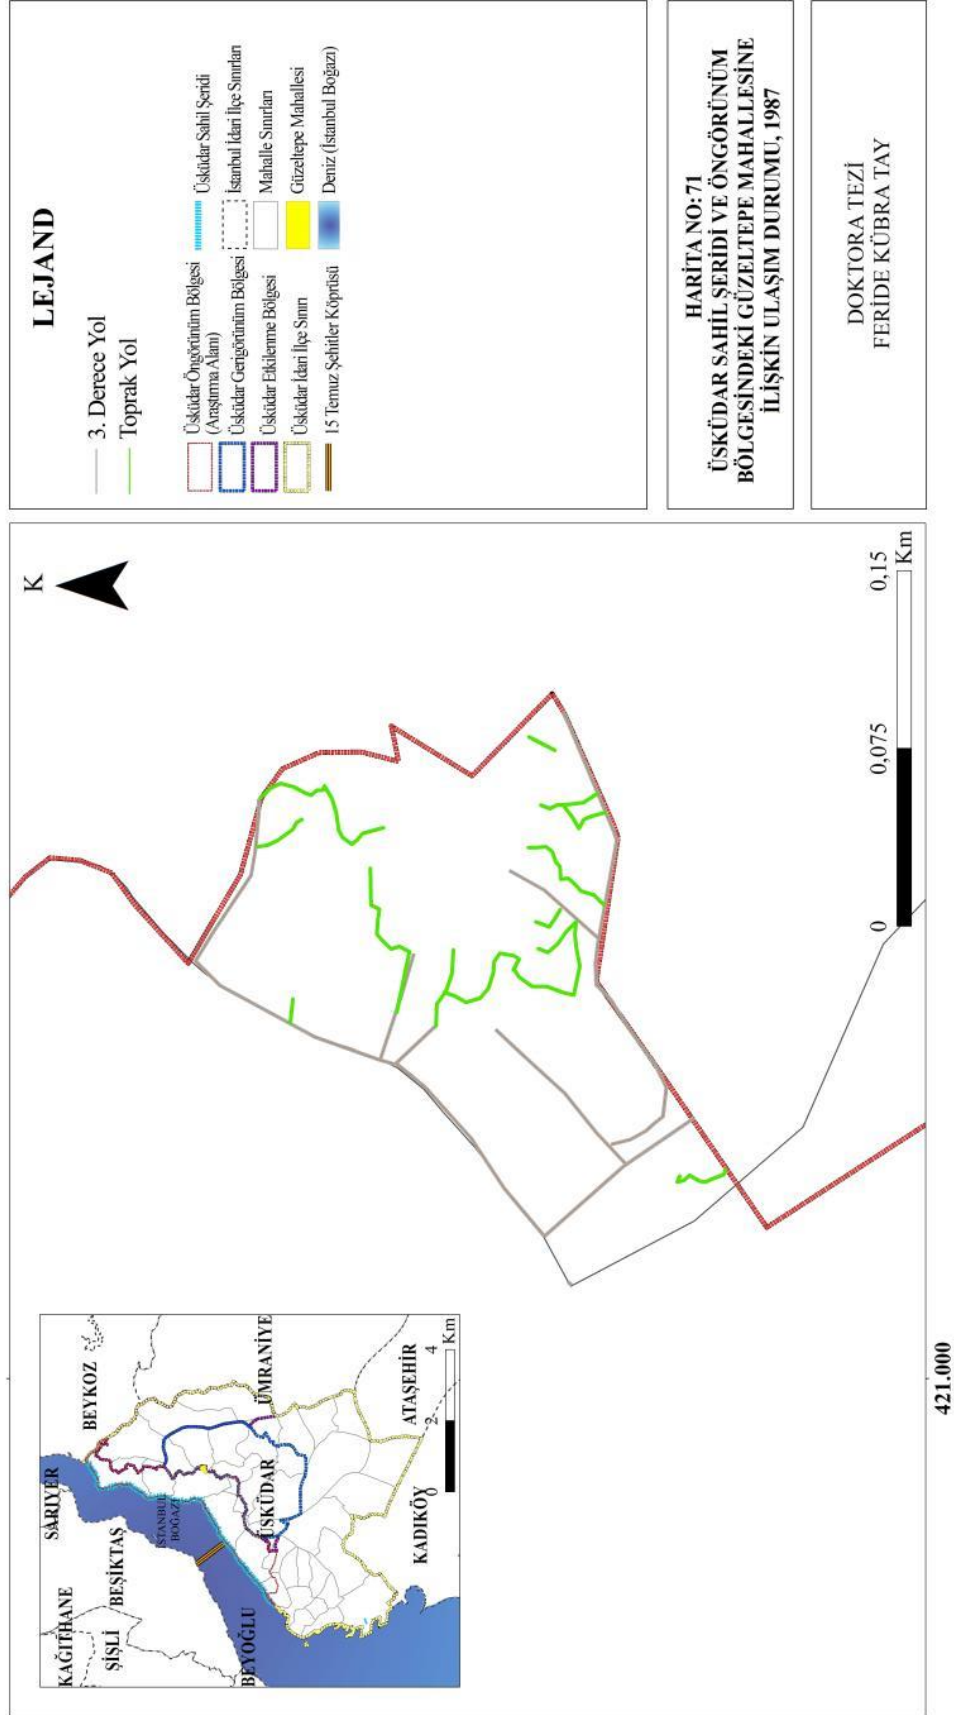 K
KAĞITHANE
SARIYER
BEYKOZ
ŞİŞLİ
BEŞİKTAŞ
İSTANBUL
BOĞAZI
BEYOĞLU
ÜSKÜDAR
ÜMRANİYE
KADIKÖY
ATAŞEHİR
0
2
4
Km
0
0,075
0,15
Km
421.000
LEJAND
3. Derece Yol
Toprak Yol
Üsküdar Öngörünüm Bölgesi
(Araştırma Alanı)
Üsküdar Gerigörünüm Bölgesi
Üsküdar Etkilenme Bölgesi
Üsküdar İdari İlçe Sınırı
15 Temuz Şehitler Köprüsü
Üsküdar Sahil Şeridi
İstanbul İdari İlçe Sınırları
Mahalle Sınırları
Güzeltepe Mahallesi
Deniz (İstanbul Boğazı)
HARİTA NO:71
ÜSKÜDAR SAHİL ŞERİDİ VE ÖNGÖRÜNÜM
BÖLGESİNDEKİ GÜZELTEPE MAHALLESİNE
İLİŞKİN ULAŞIM DURUMU, 1987
DOKTORA TEZİ
FERİDE KÜBRA TAY